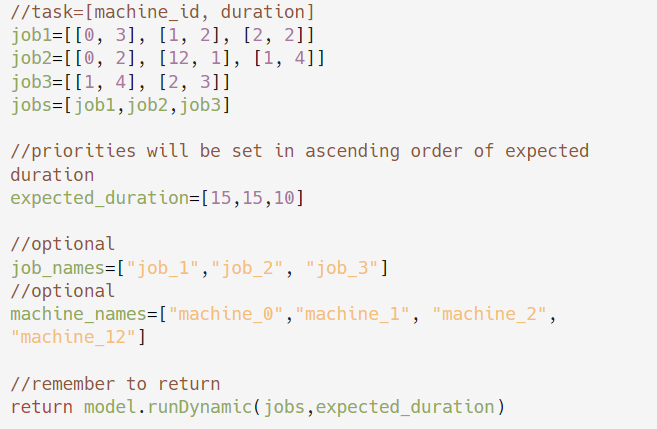 //task=[machine_id, duration]
job1=[[0, 3], [1, 2], [2, 2]]
job2=[[0, 2], [12, 1], [1, 4]]
job3=[[1, 4], [2, 3]]
jobs=[job1,job2,job3]
//priorities will be set in ascending order of expected
duration
expected_duration=[15,15,10]
//optional
job_names=["job_1","job_2", "job_3"]
//optional
machine_names=["machine_0","machine_1", "machine_2",
"machine_12"]
//remember to return
return model.runDynamic(jobs,expected_duration)